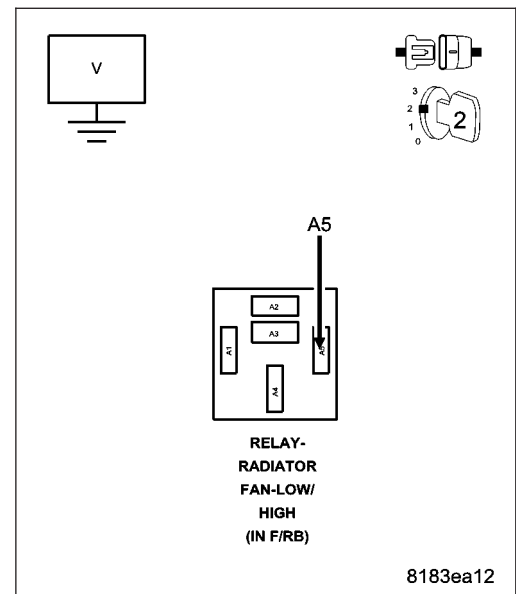 V
3
2
1
0
2
A5
A2
A3
A1
A5
A4
RELAY-
RADIATOR
FAN-LOW/
HIGH
(IN F/RB)
8183ea12